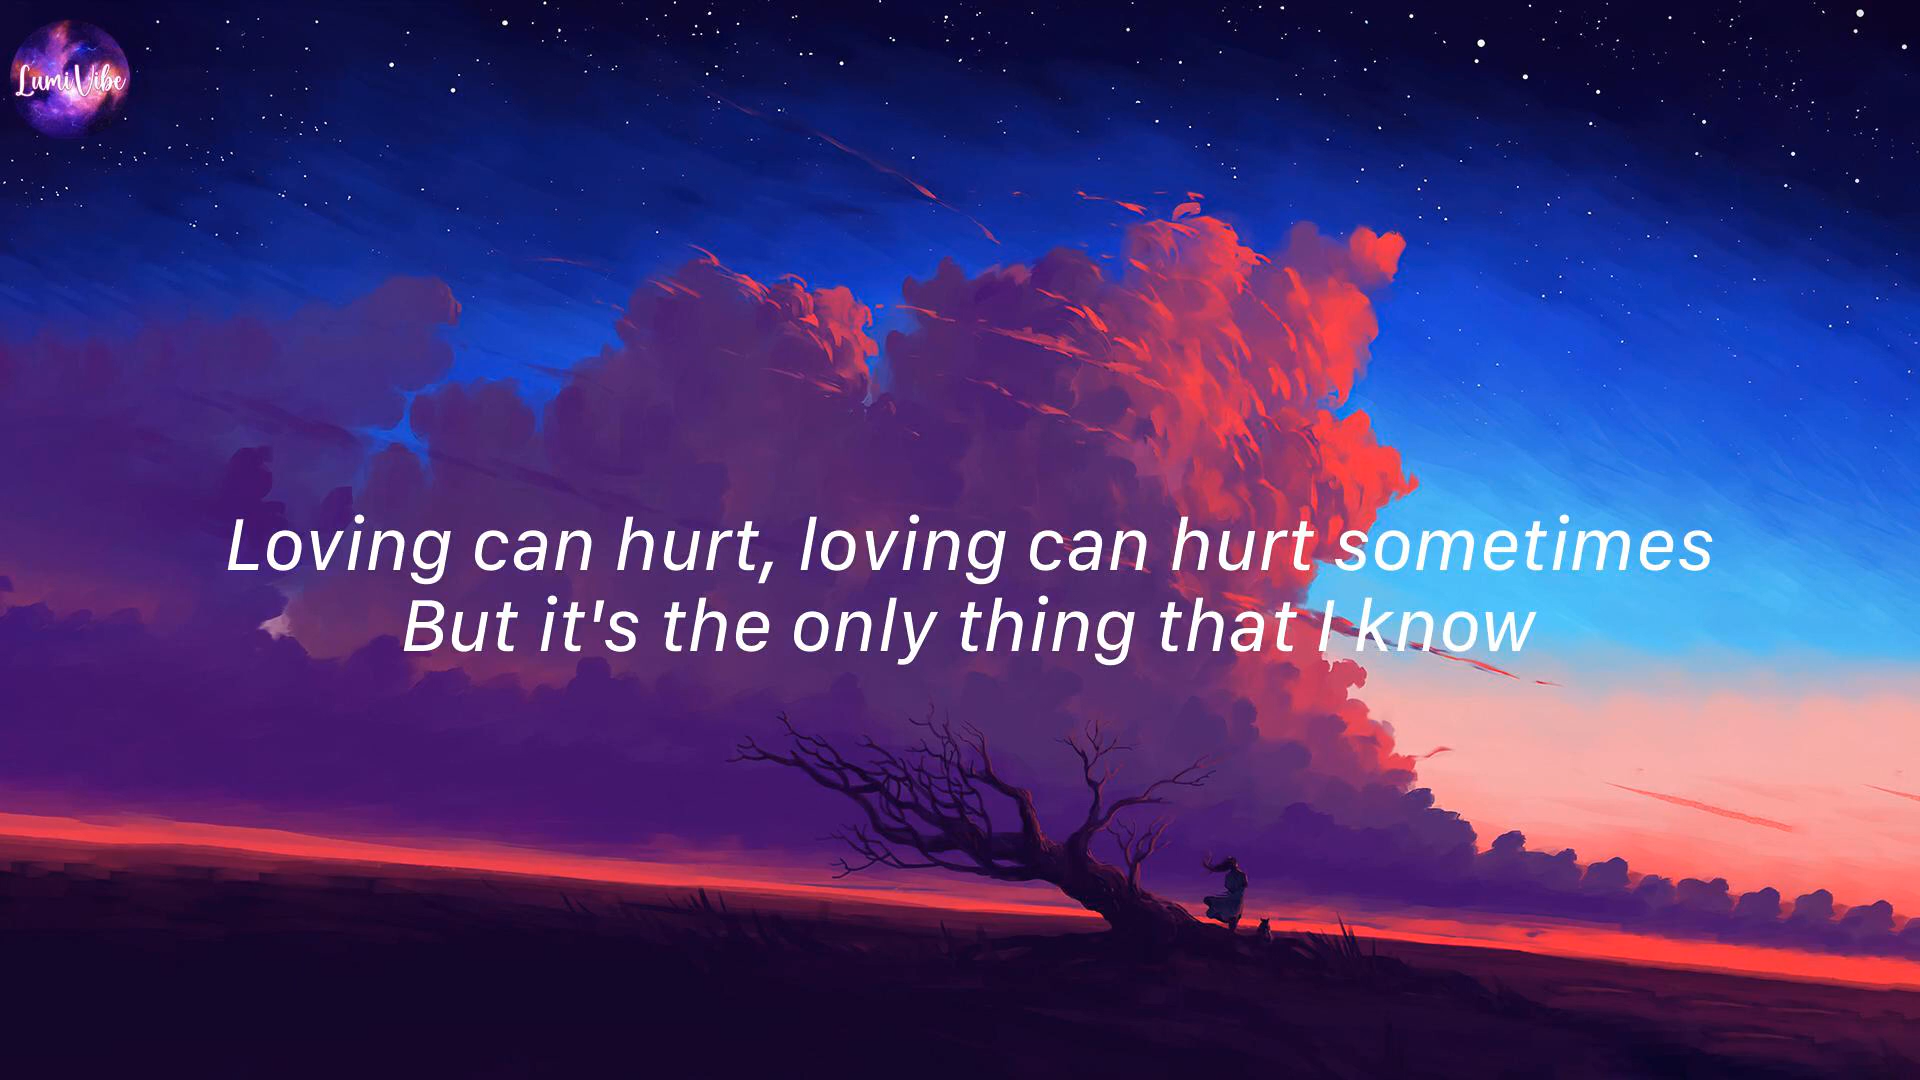 LumiVibe
Loving can hurt, loving can hurt sometimes
But it's the only thing that I know